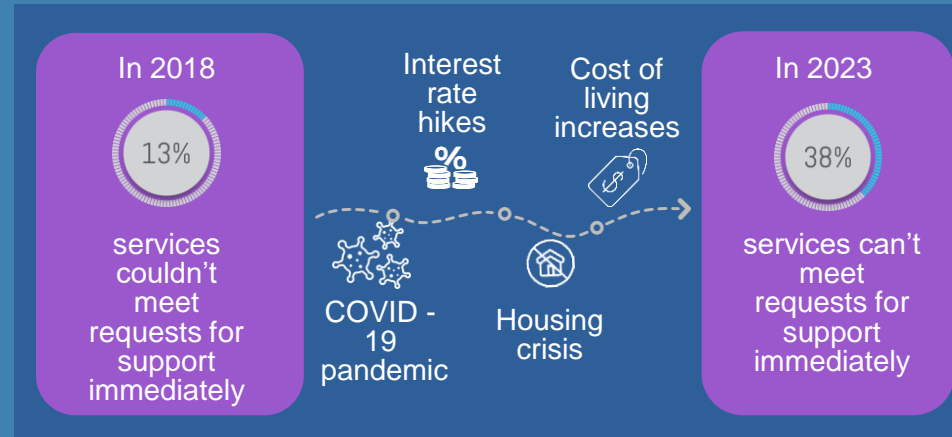 In 2018
13%
services
couldn't
meet
requests for
support
immediately
COVID -
19
pandemic
Interest
rate
hikes
%
Housing
crisis
Cost of
living
increases
$
In 2023
38%
services can't
meet
requests for
support
immediately